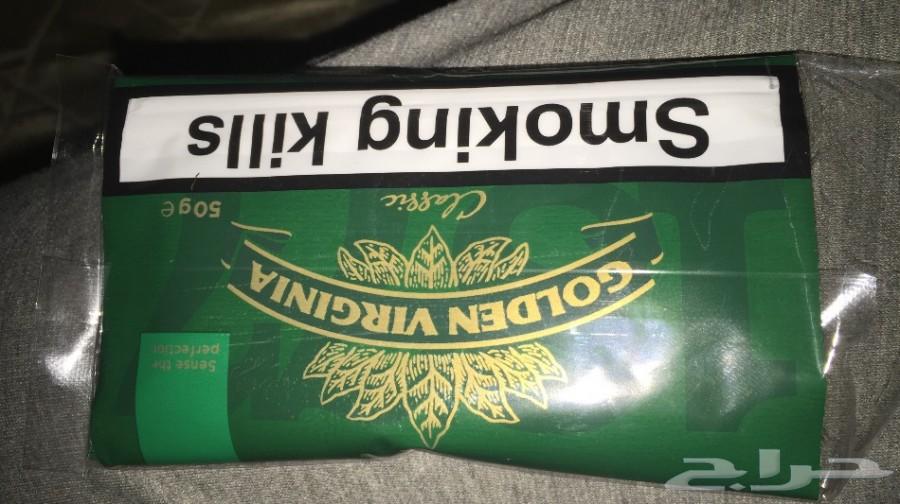 Smoking kills
Classic
50g e
GOLDEN VIRGINIA
Sense the
perfection
حراج